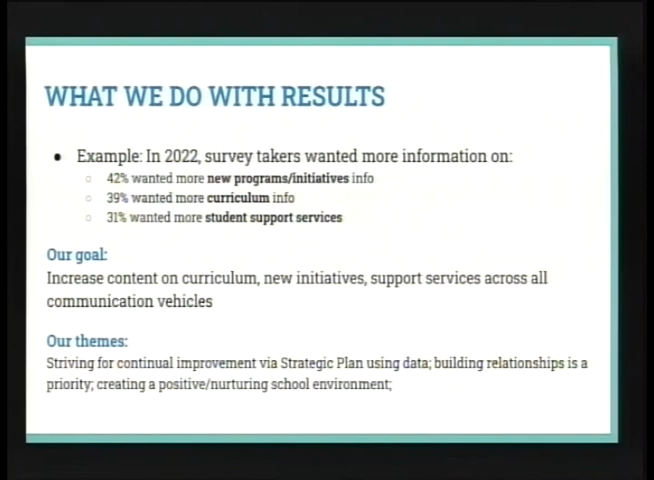 WHAT WE DO WITH RESULTS
● Example: In 2022, survey takers wanted more information on:
○ 42% wanted more new programs/initiatives info
○ 39% wanted more curriculum info
○ 31% wanted more student support services
Our goal:
Increase content on curriculum, new initiatives, support services across all
communication vehicles
Our themes:
Striving for continual improvement via Strategic Plan using data; building relationships is a
priority; creating a positive/nurturing school environment;